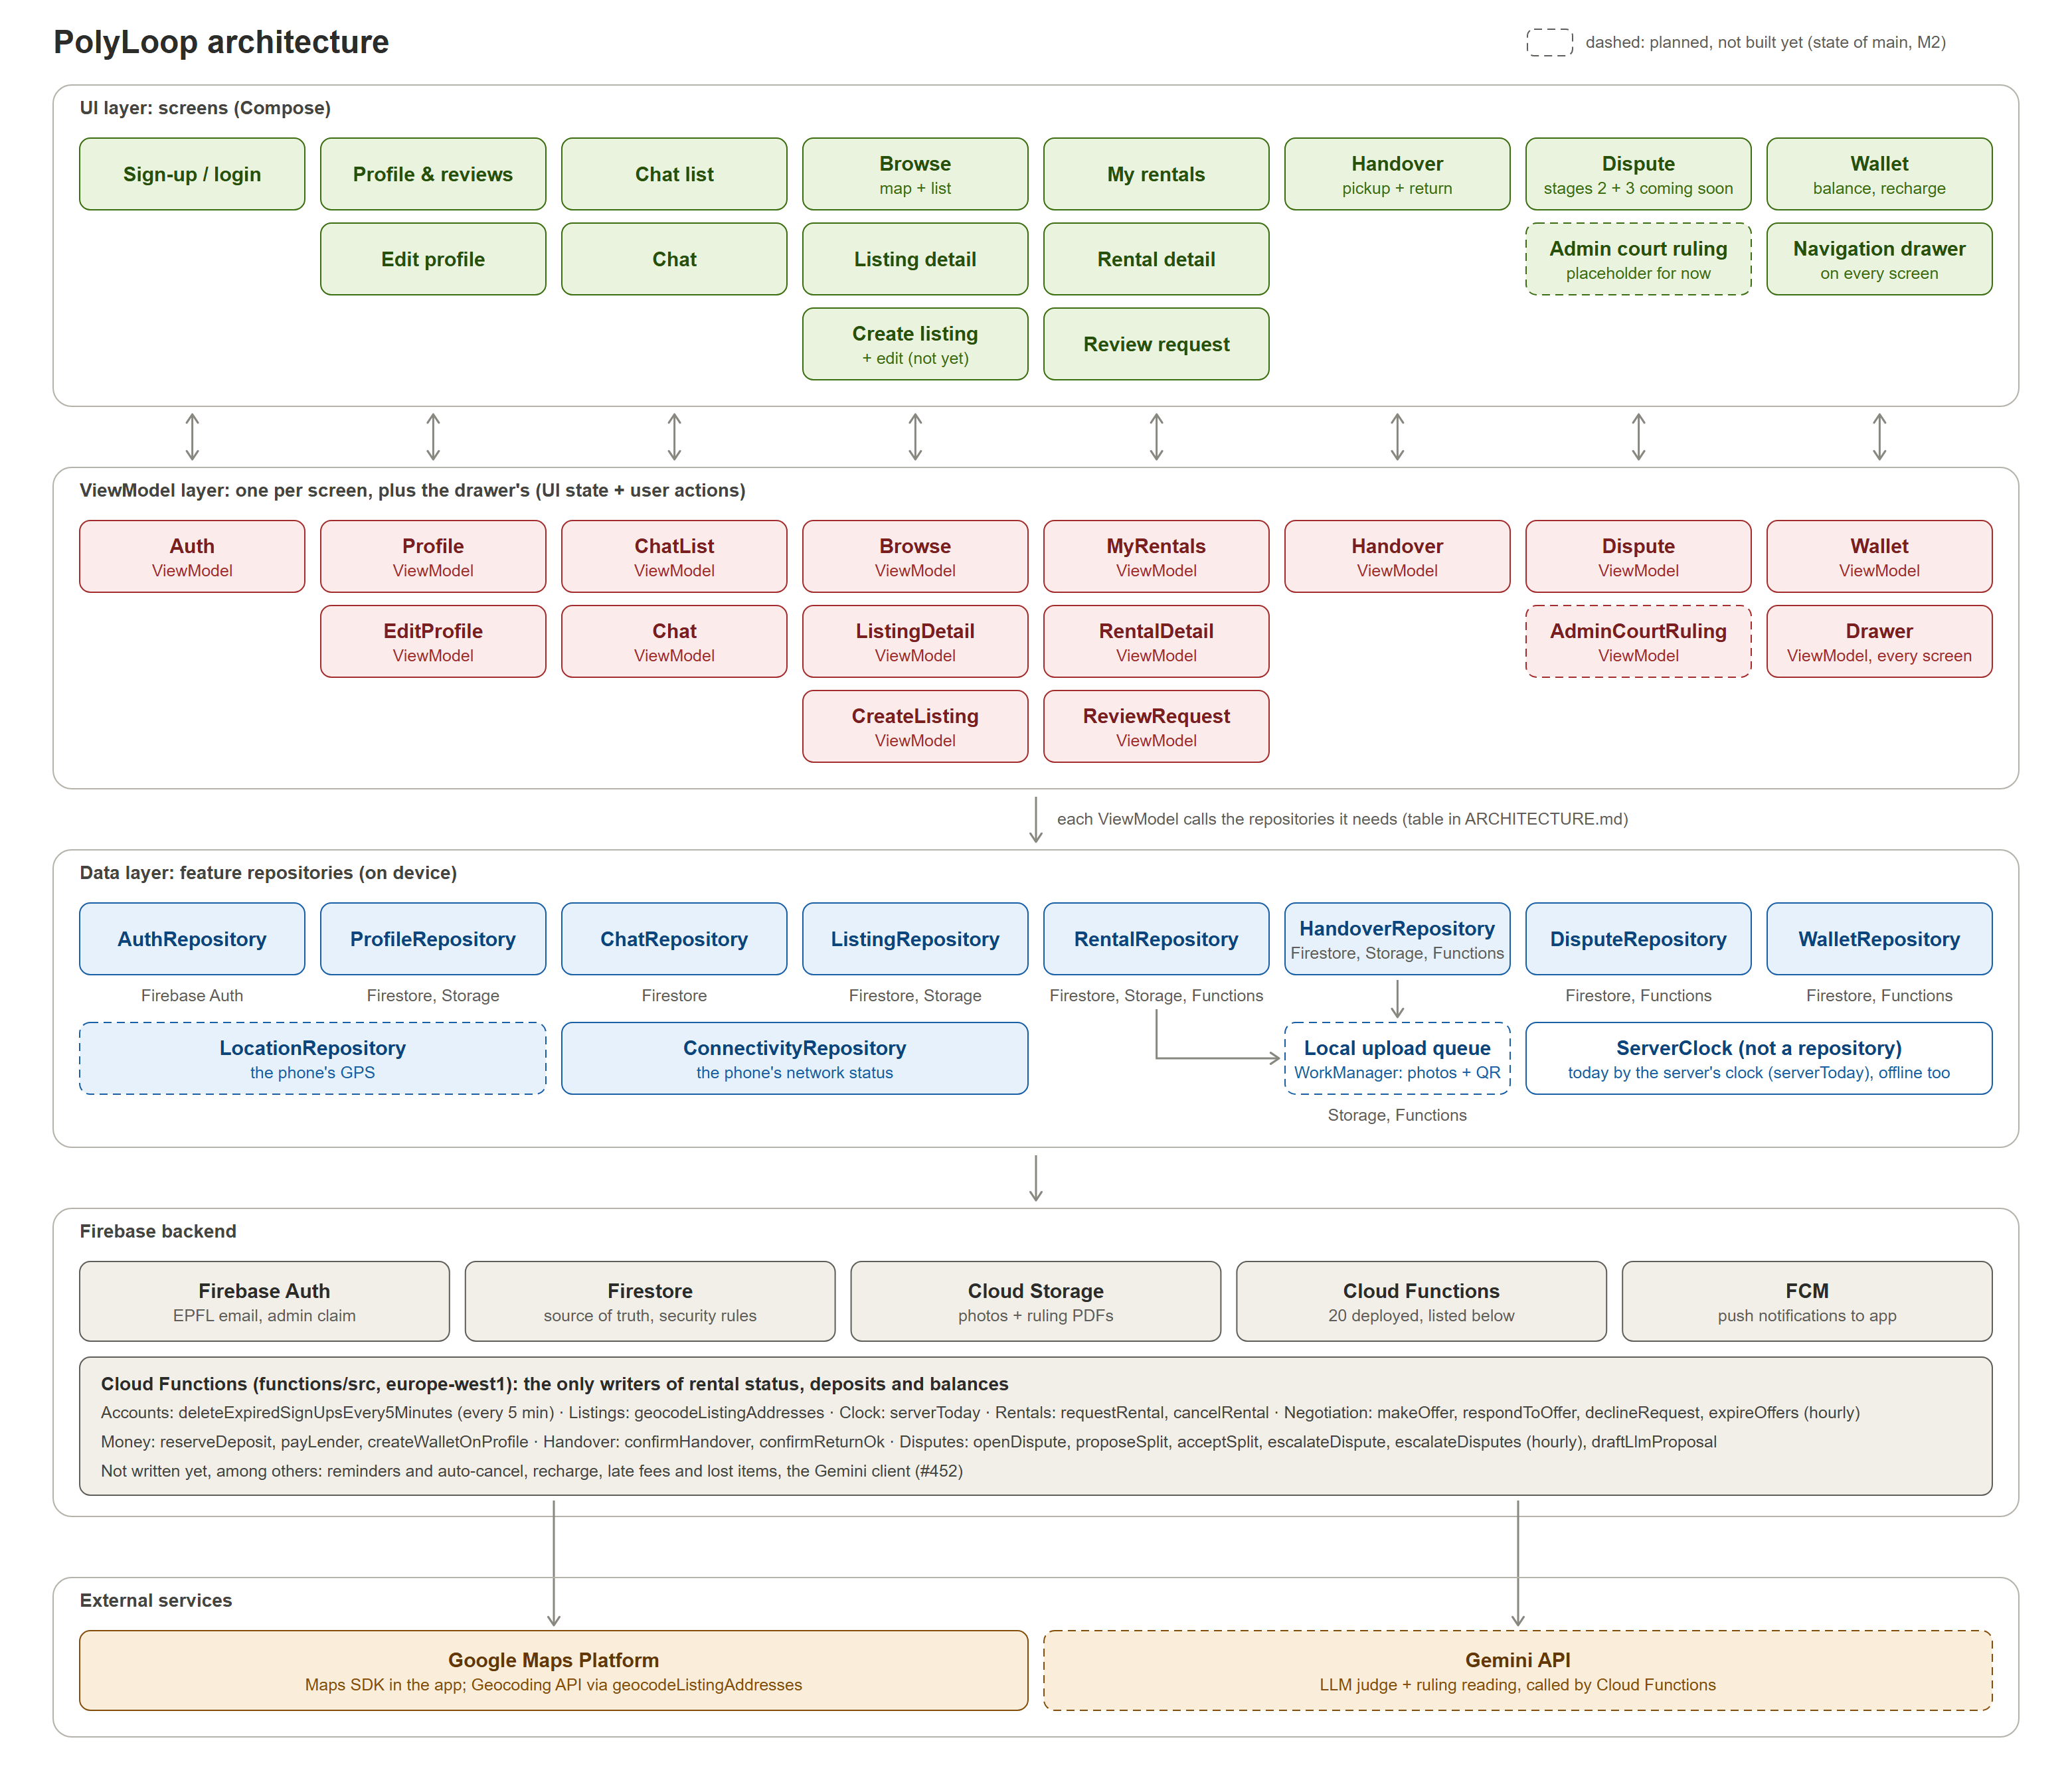 PolyLoop architecture
dashed: planned, not built yet (state of main, M2)
UI layer: screens (Compose)
Sign-up / login
Profile & reviews
Chat list
Browse
map + list
My rentals
Handover
pickup + return
Dispute
stages 2 + 3 coming soon
Wallet
balance, recharge
Edit profile
Chat
Listing detail
Rental detail
Admin court ruling
placeholder for now
Navigation drawer
on every screen
Create listing
+ edit (not yet)
Review request
ViewModel layer: one per screen, plus the drawer's (UI state + user actions)
Auth
ViewModel
Profile
ViewModel
ChatList
ViewModel
Browse
ViewModel
MyRentals
ViewModel
Handover
ViewModel
Dispute
ViewModel
Wallet
ViewModel
EditProfile
ViewModel
Chat
ViewModel
ListingDetail
ViewModel
RentalDetail
ViewModel
AdminCourtRuling
ViewModel
Drawer
ViewModel, every screen
CreateListing
ViewModel
ReviewRequest
ViewModel
each ViewModel calls the repositories it needs (table in ARCHITECTURE.md)
Data layer: feature repositories (on device)
AuthRepository
Firebase Auth
ProfileRepository
Firestore, Storage
ChatRepository
Firestore
ListingRepository
Firestore, Storage
RentalRepository
Firestore, Storage, Functions
HandoverRepository
Firestore, Storage, Functions
DisputeRepository
Firestore, Functions
WalletRepository
Firestore, Functions
LocationRepository
the phone's GPS
ConnectivityRepository
the phone's network status
Local upload queue
WorkManager: photos + QR
Storage, Functions
ServerClock (not a repository)
today by the server's clock (serverToday), offline too
Firebase backend
Firebase Auth
EPFL email, admin claim
Firestore
source of truth, security rules
Cloud Storage
photos + ruling PDFs
Cloud Functions
20 deployed, listed below
FCM
push notifications to app
Cloud Functions (functions/src, europe-west1): the only writers of rental status, deposits and balances
Accounts: deleteExpiredSignUpsEvery5Minutes (every 5 min) · Listings: geocodeListingAddresses · Clock: serverToday · Rentals: requestRental, cancelRental · Negotiation: makeOffer, respondToOffer, declineRequest, expireOffers (hourly)
Money: reserveDeposit, payLender, createWalletOnProfile · Handover: confirmHandover, confirmReturnOk · Disputes: openDispute, proposeSplit, acceptSplit, escalateDispute, escalateDisputes (hourly), draftLlmProposal
Not written yet, among others: reminders and auto-cancel, recharge, late fees and lost items, the Gemini client (#452)
External services
Google Maps Platform
Maps SDK in the app; Geocoding API via geocodeListingAddresses
Gemini API
LLM judge + ruling reading, called by Cloud Functions